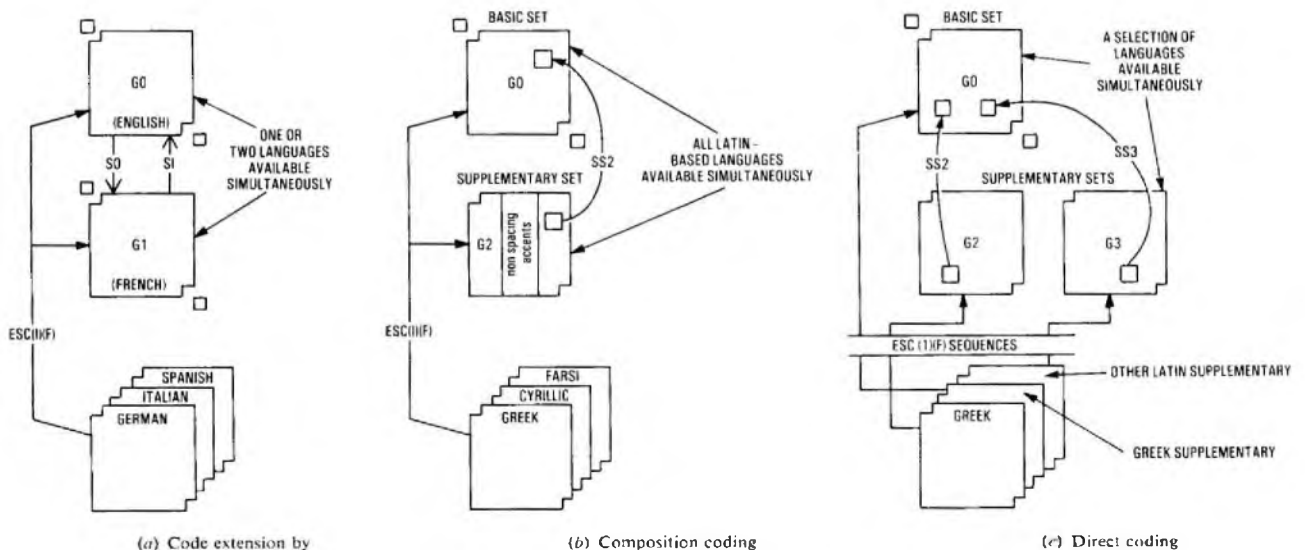 G0
(ENGLISH)
SO
SI
G1
(FRENCH)
ONE OR
TWO LANGUAGES
AVAILABLE
SIMULTANEOUSLY
ESC(I)(F)
SPANISH
ITALIAN
GERMAN
(a) Code extension by
BASIC SET
G0
SS2
SUPPLEMENTARY SET
G2
non spacing
accents
ALL LATIN-
BASED LANGUAGES
AVAILABLE SIMULTANEOUSLY
ESC(I)(F)
FARSI
CYRILLIC
GREEK
(b) Composition coding
BASIC SET
G0
A SELECTION OF
LANGUAGES
AVAILABLE
SIMULTANEOUSLY
SS2
SS3
SUPPLEMENTARY SETS
G2
G3
ESC (1)(F) SEQUENCES
OTHER LATIN SUPPLEMENTARY
GREEK
GREEK SUPPLEMENTARY
(c) Direct coding